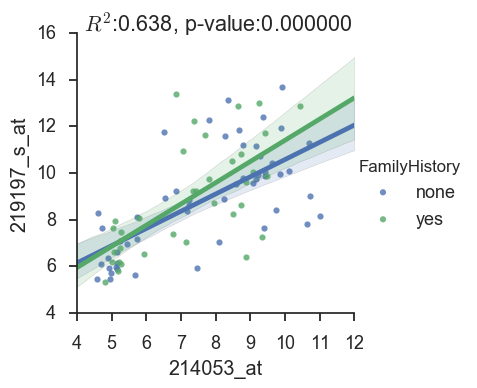 R²:0.638, p-value:0.000000
16
14
12
10
8
6
4
219197_s_at
4 5 6 7 8 9 10 11 12
214053_at
FamilyHistory
none
yes